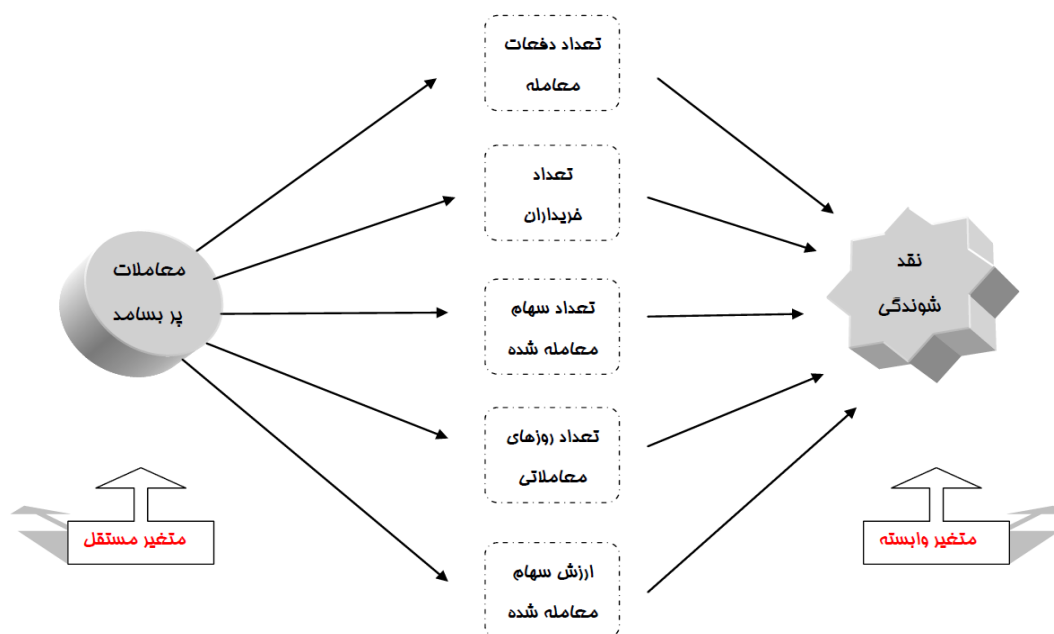 تعداد دفعات
معامله
تعداد
خریداران
معاملات
پر بسامد
تعداد سهام
معامله شده
نقد
شوندگی
تعداد روزهای
معاملاتی
متغیر مستقل
متغیر وابسته
ارزش سهام
معامله شده